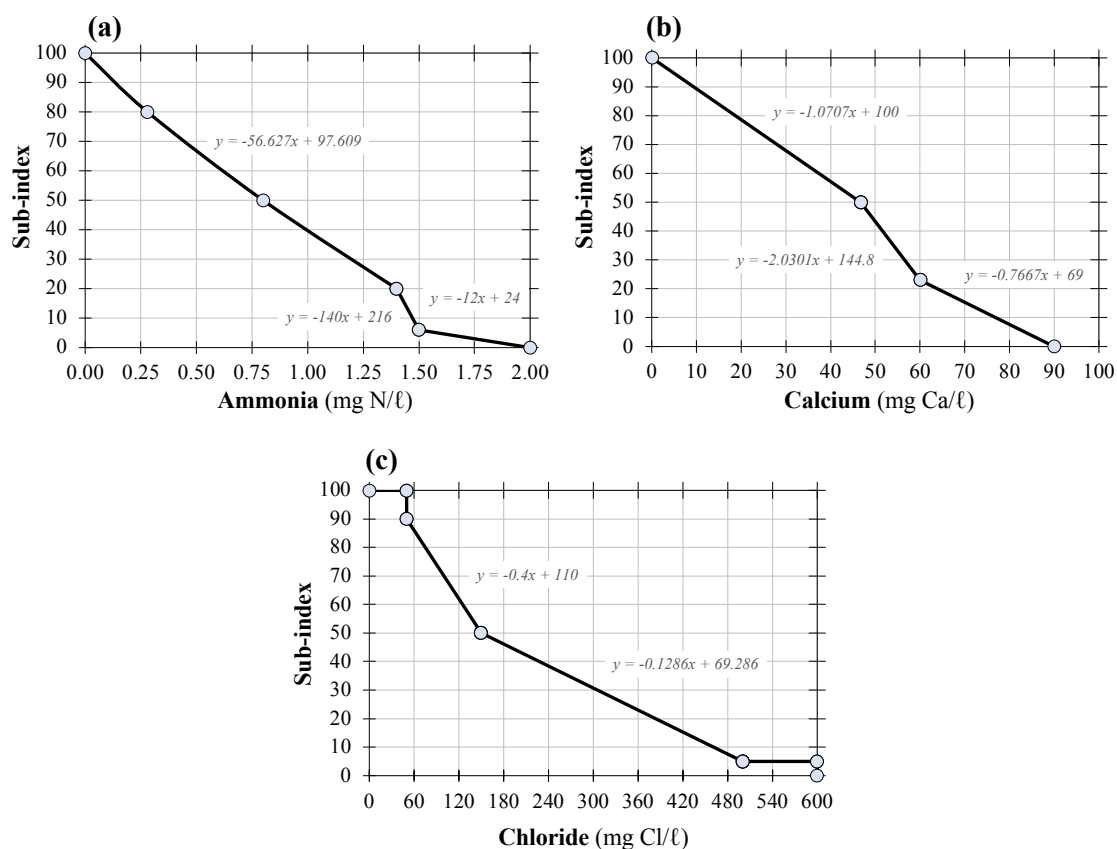 (a)
100
90
80
70
60
50
40
30
20
10
0
Sub-index
y = -56.627x + 97.609
y = -12x + 24
y = -140x + 216
0.00 0.25 0.50 0.75 1.00 1.25 1.50 1.75 2.00
Ammonia (mg N/ℓ)
(b)
100
90
80
70
60
50
40
30
20
10
0
Sub-index
y = -1.0707x + 100
y = -2.0301x + 144.8
y = -0.7667x + 69
0 10 20 30 40 50 60 70 80 90 100
Calcium (mg Ca/ℓ)
(c)
100
90
80
70
60
50
40
30
20
10
0
Sub-index
y = -0.4x + 110
y = -0.1286x + 69.286
0 60 120 180 240 300 360 420 480 540 600
Chloride (mg Cl/ℓ)